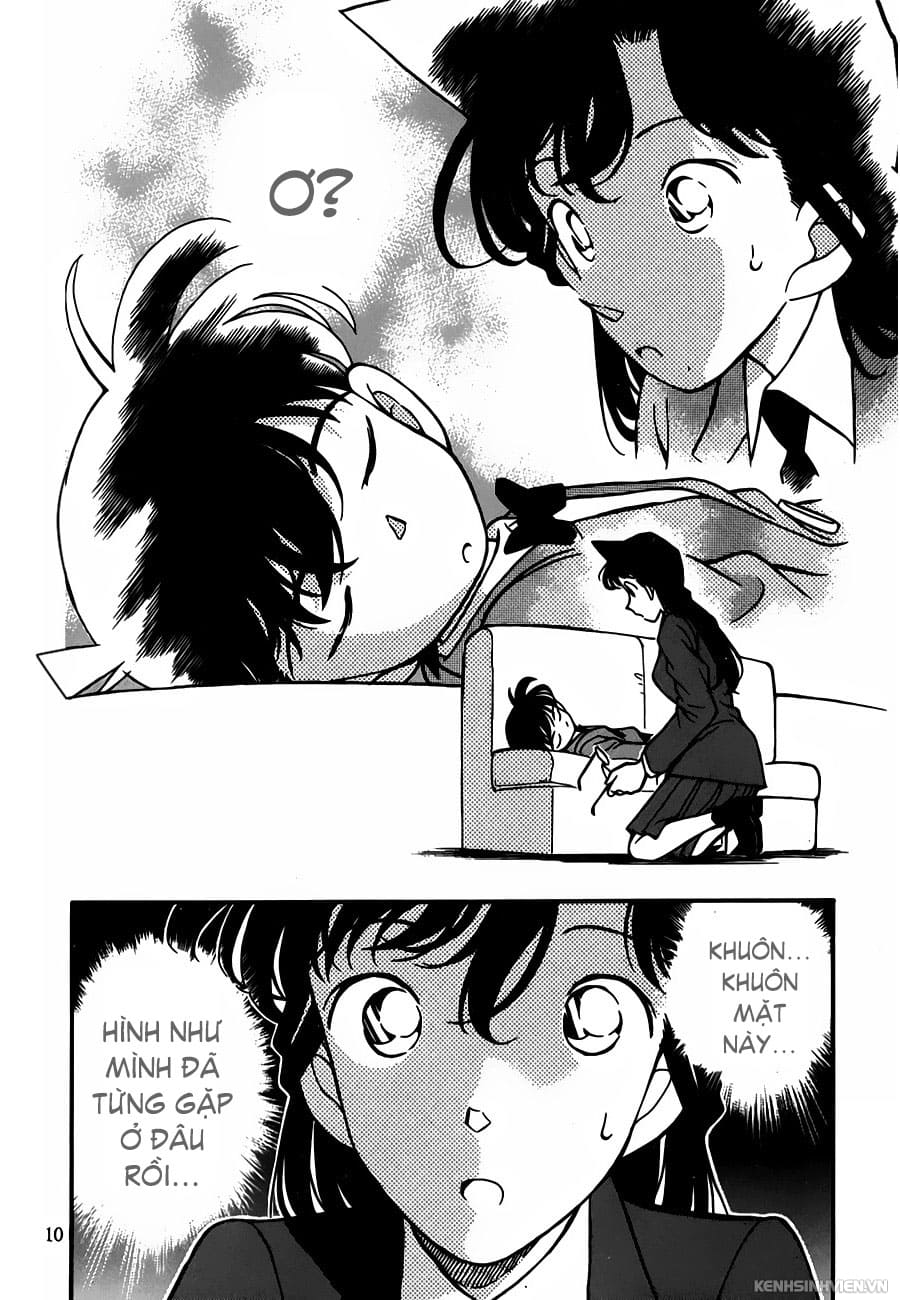 Ơ?
KHUÔN...
KHUÔN
MẶT
NÀY...
HÌNH NHƯ
MÌNH ĐÃ
TỪNG GẶP
Ở ĐÂU
RỒI...
10
KENHSINHVIEN.VN